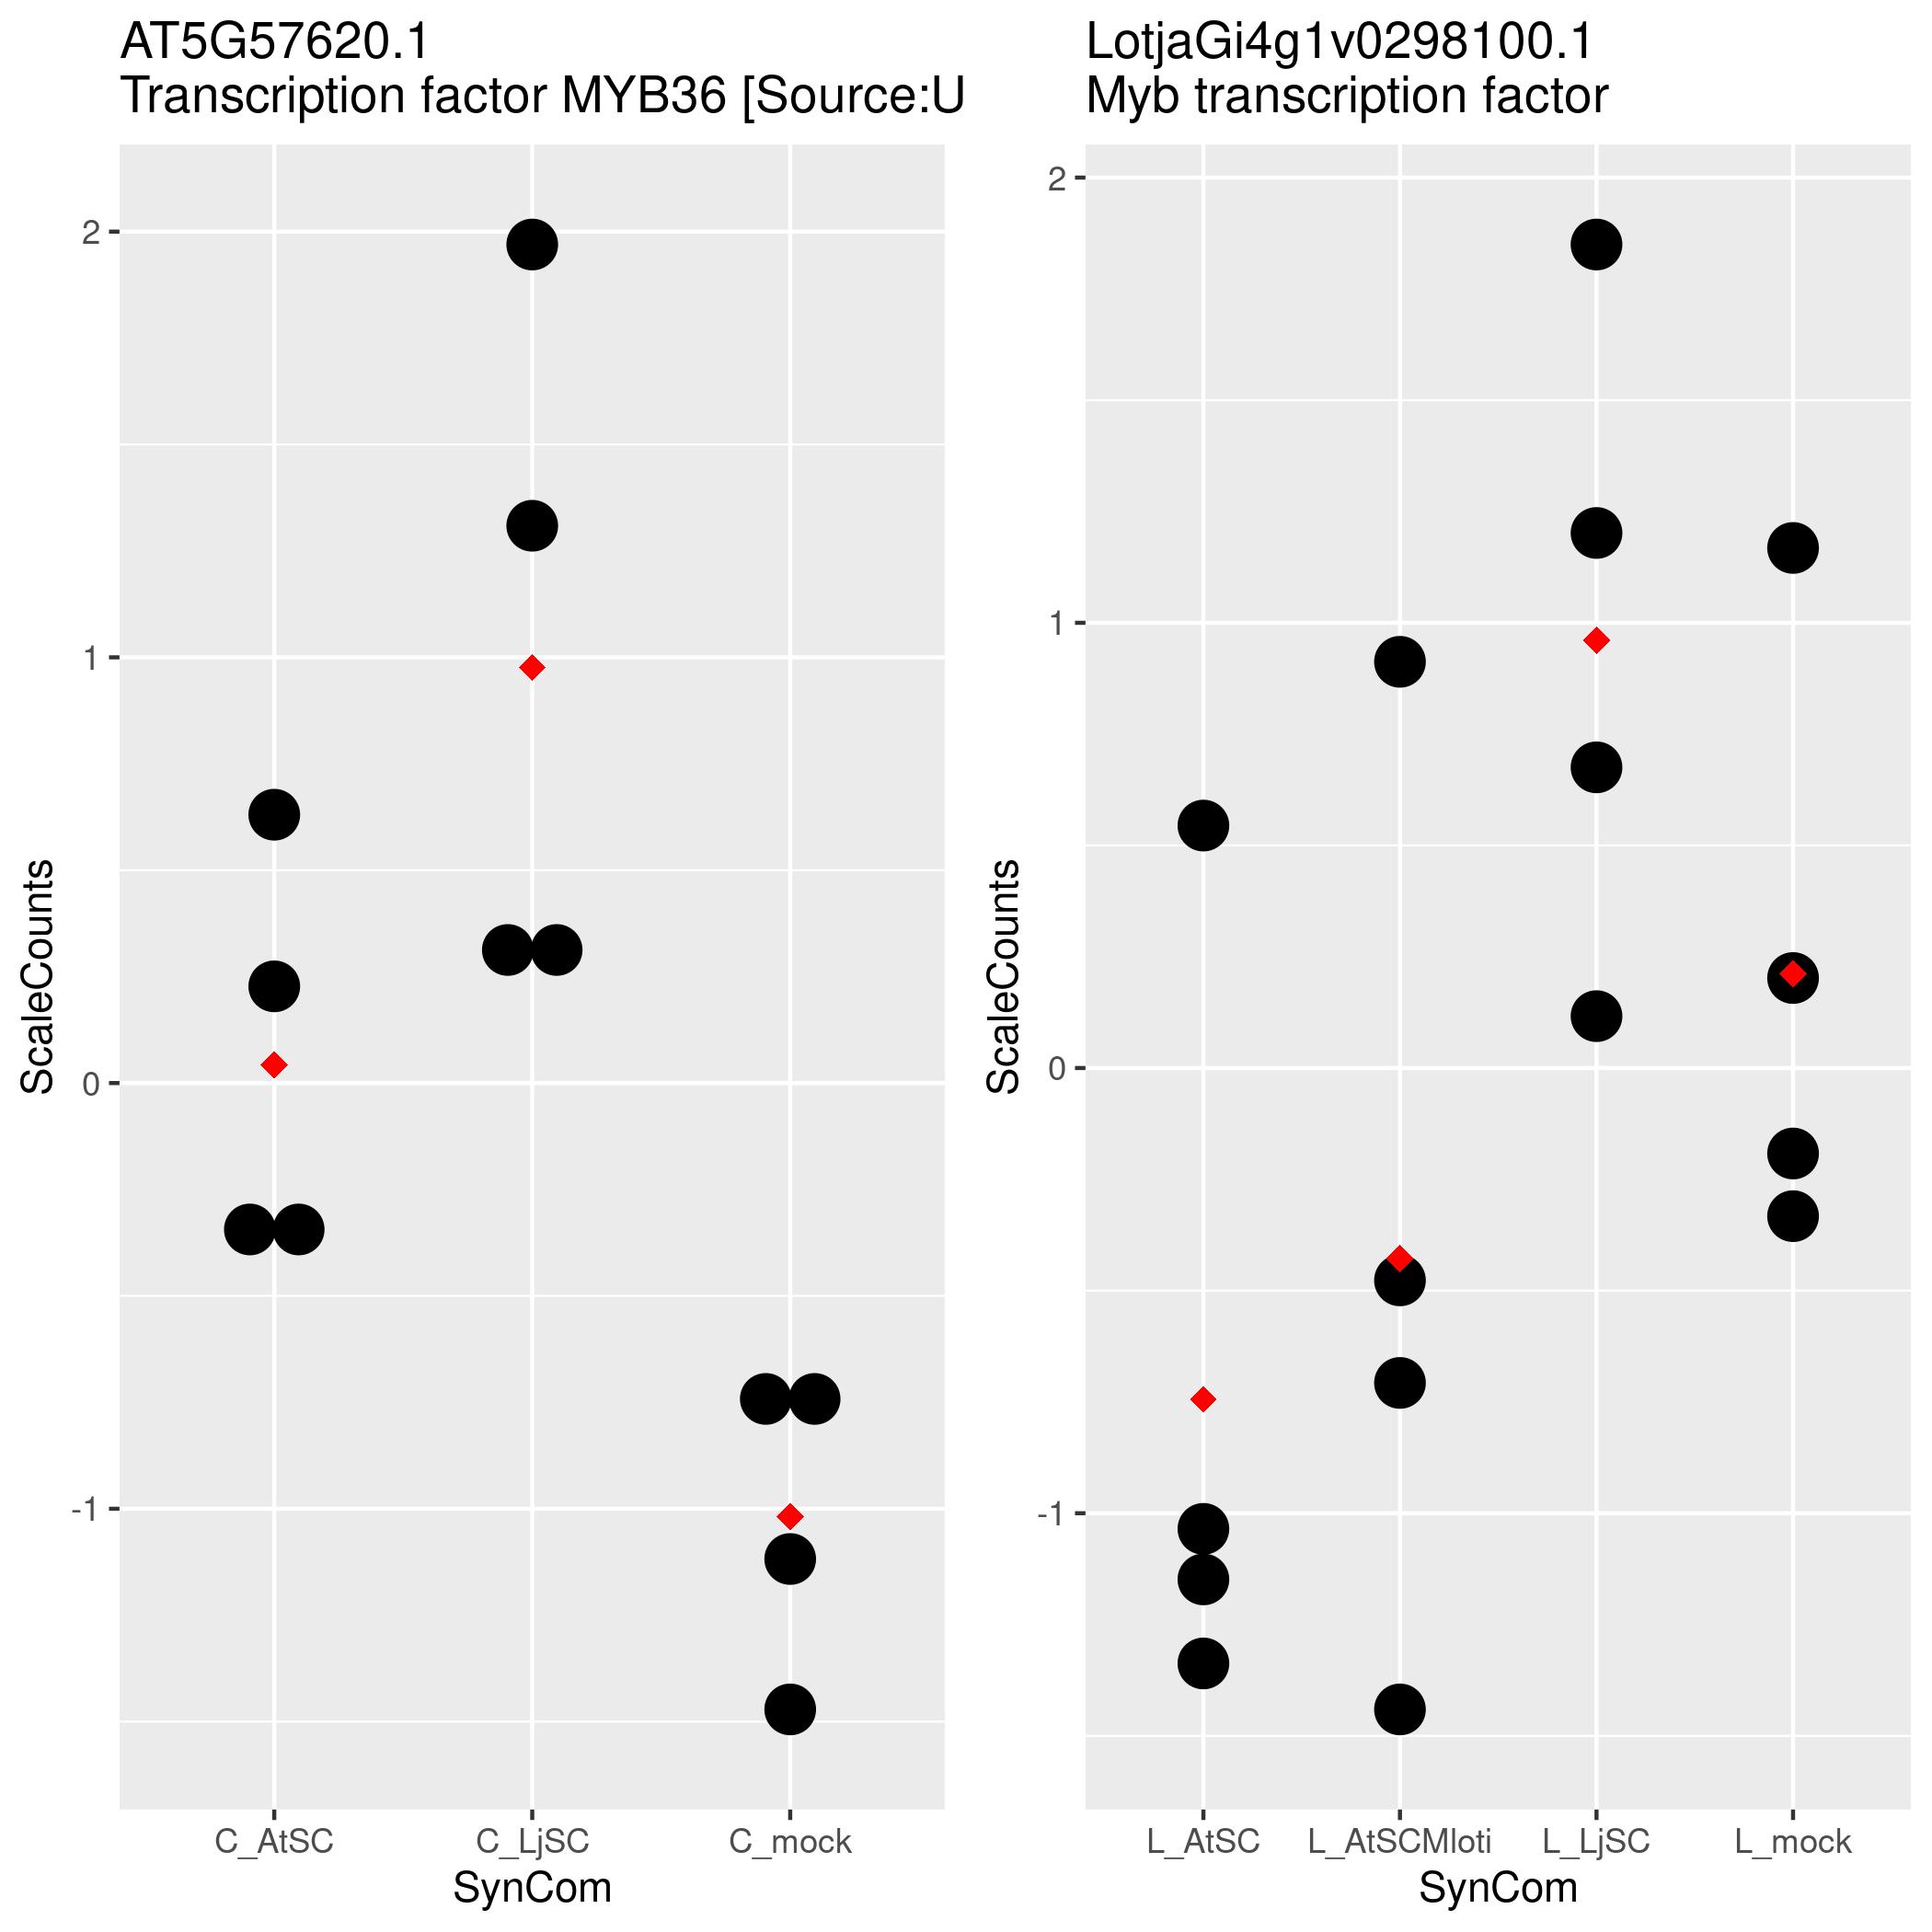 AT5G57620.1
Transcription factor MYB36 [Source:U
ScaleCounts
2
1
0
-1
C_AtSC C_LjSC C_mock
SynCom
LotjaGi4g1v0298100.1
Myb transcription factor
ScaleCounts
2
1
0
-1
L_AtSC L_AtSCMloti L_LjSC L_mock
SynCom